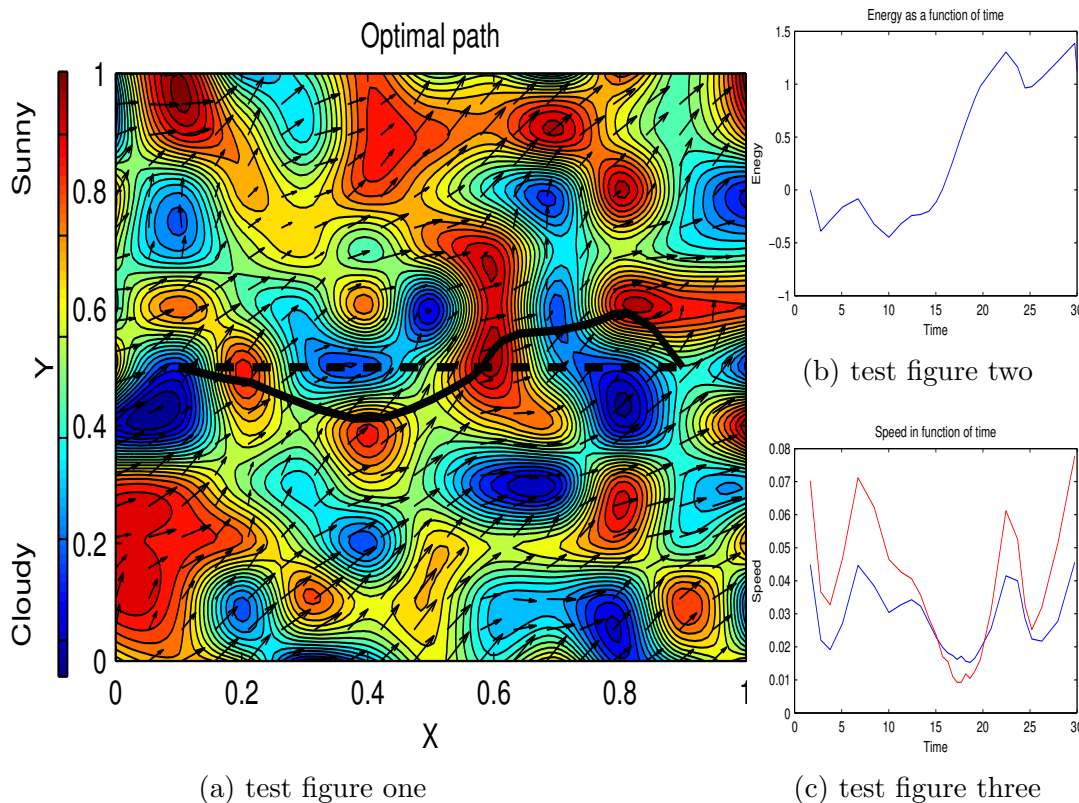 Optimal path
Sunny
Cloudy
Y
1
0.8
0.6
0.4
0.2
0
0
0.2
0.4
0.6
0.8
1
X
(a) test figure one
Energy as a function of time
Enegy
1.5
1
0.5
0
−0.5
−1
0
5
10
15
20
25
30
Time
(b) test figure two
Speed in function of time
Speed
0.08
0.07
0.06
0.05
0.04
0.03
0.02
0.01
0
0
5
10
15
20
25
30
Time
(c) test figure three